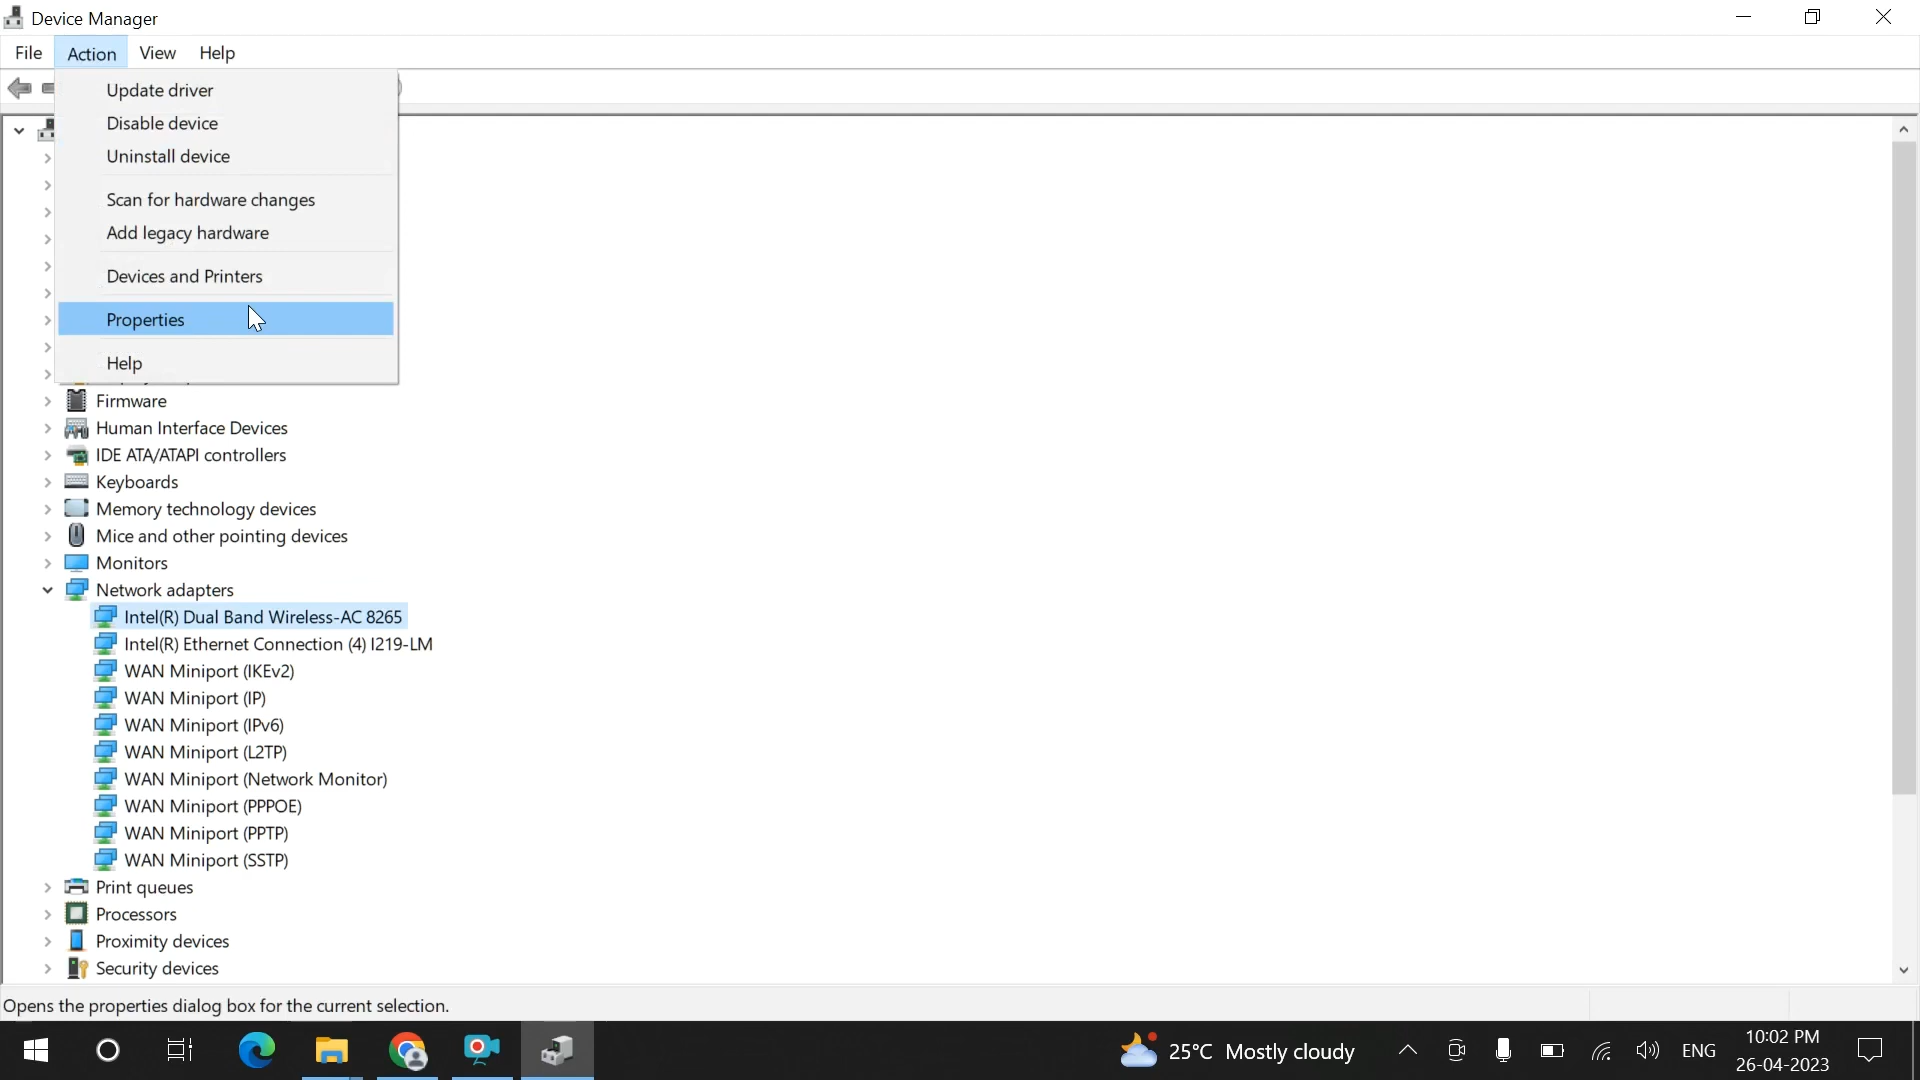 Device Manager
File Action View Help
Update driver
Disable device
Uninstall device
Scan for hardware changes
Add legacy hardware
Devices and Printers
Properties
Help
Firmware
Human Interface Devices
IDE ATA/ATAPI controllers
Keyboards
Memory technology devices
Mice and other pointing devices
Monitors
Network adapters
Intel(R) Dual Band Wireless-AC 8265
Intel(R) Ethernet Connection (4) I219-LM
WAN Miniport (IKEv2)
WAN Miniport (IP)
WAN Miniport (IPv6)
WAN Miniport (L2TP)
WAN Miniport (Network Monitor)
WAN Miniport (PPPOE)
WAN Miniport (PPTP)
WAN Miniport (SSTP)
Print queues
Processors
Proximity devices
Security devices
Opens the properties dialog box for the current selection.
25°C Mostly cloudy
ENG
10:02 PM
26-04-2023